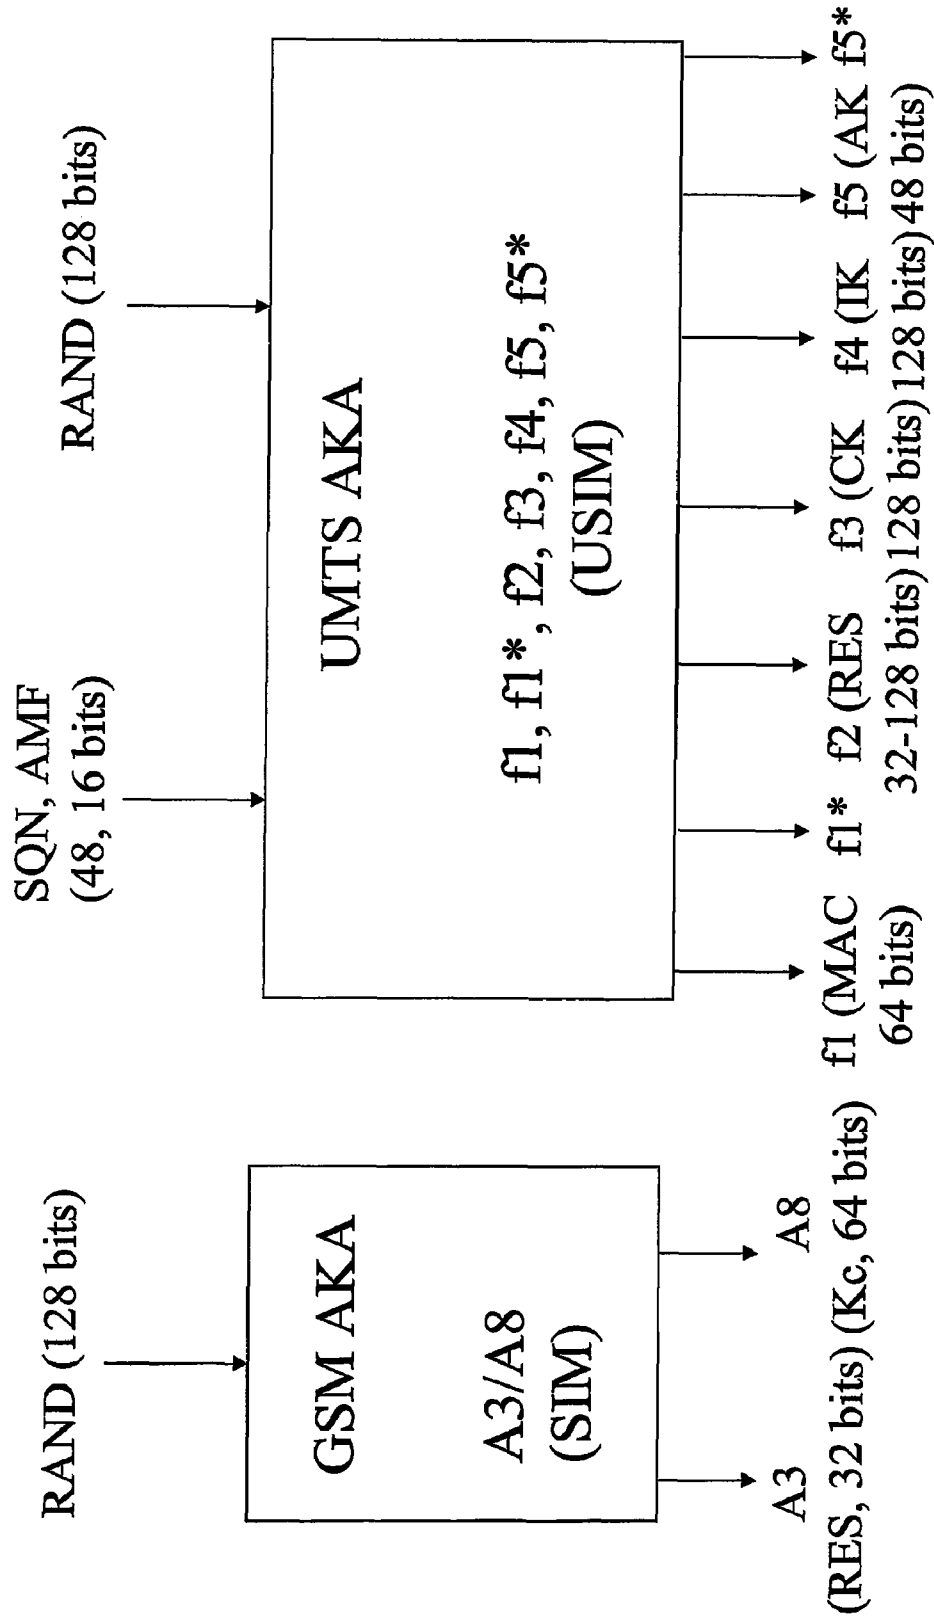 RAND (128 bits)
GSM AKA
A3/A8
(SIM)
A3
A8
(RES, 32 bits) (Kc, 64 bits)
SQN, AMF
(48, 16 bits)
RAND (128 bits)
UMTS AKA
f1, f1*, f2, f3, f4, f5, f5*
(USIM)
f1 (MAC f1* f2 (RES f3 (CK f4 (IK f5 (AK f5*
64 bits) 32-128 bits) 128 bits) 128 bits) 48 bits)